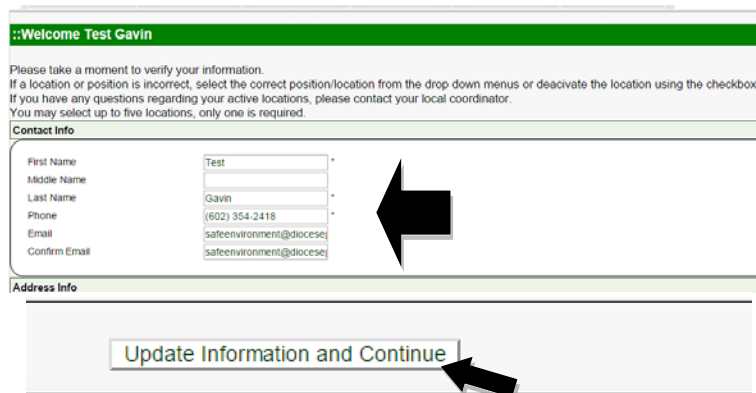 ::Welcome Test Gavin
Please take a moment to verify your information.
If a location or position is incorrect, select the correct position/location from the drop down menus or deacivate the location using the checkbox
If you have any questions regarding your active locations, please contact your local coordinator.
You may select up to five locations, only one is required.
Contact Info
First Name Test *
Middle Name
Last Name Gavin *
Phone (602) 354-2418 *
Email safeenvironment@diocese
Confirm Email safeenvironment@diocese
Address Info
Update Information and Continue